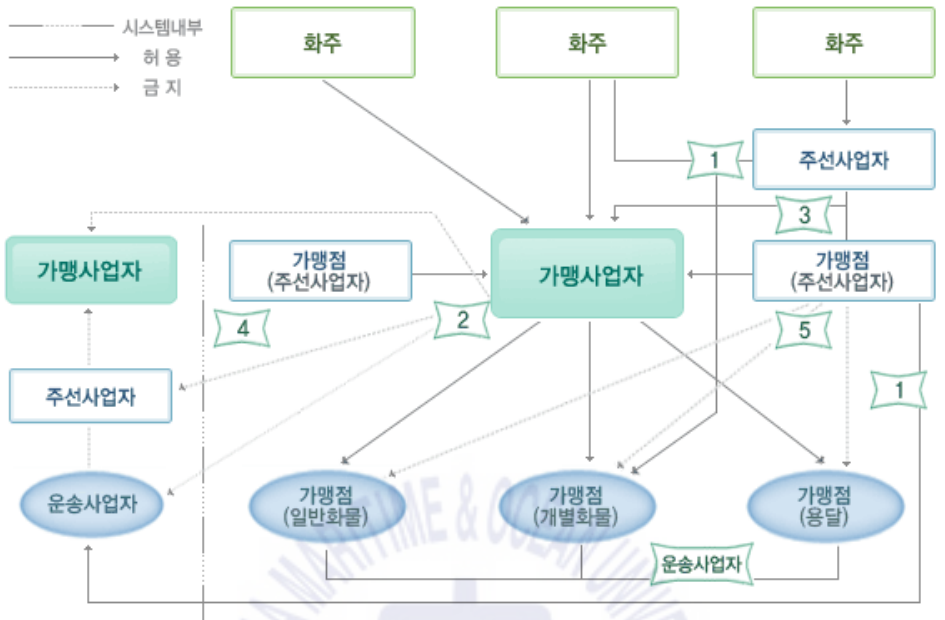 시스템내부
허 용
금 지
화주
화주
화주
1
주선사업자
3
가맹사업자
가맹점
(주선사업자)
가맹사업자
가맹점
(주선사업자)
4
2
5
주선사업자
1
운송사업자
가맹점
(일반화물)
가맹점
(개별화물)
가맹점
(용달)
운송사업자
MARITIME & OCEAN UNIVE